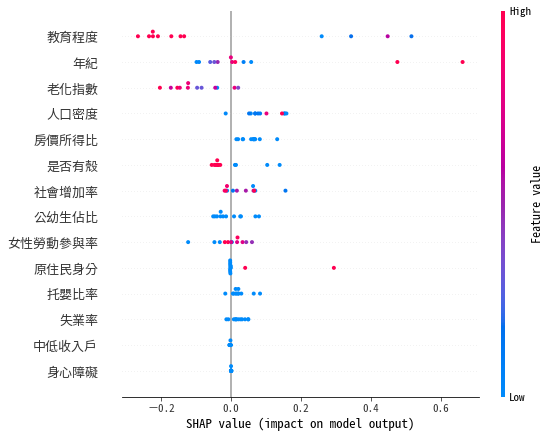 High
教育程度
年紀
老化指數
人口密度
房價所得比
是否有殼
社會增加率
公幼生佔比
女性勞動參與率
原住民身分
托嬰比率
失業率
中低收入戶
身心障礙
Feature value
Low
−0.2 0.0 0.2 0.4 0.6
SHAP value (impact on model output)